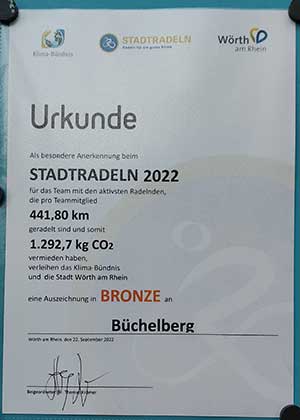 Klima-Bündnis
STADTRADELN
Radeln für ein gutes Klima
Wörth
am Rhein
Urkunde
Als besondere Anerkennung beim
STADTRADELN 2022
für das Team mit den aktivsten Radelnden,
die pro Teammitglied
441,80 km
geradelt sind und somit
1.292,7 kg CO2
vermieden haben,
verleihen das Klima-Bündnis
und die Stadt Wörth am Rhein
eine Auszeichnung in BRONZE an
Büchelberg
Wörth am Rhein, den 22. September 2022